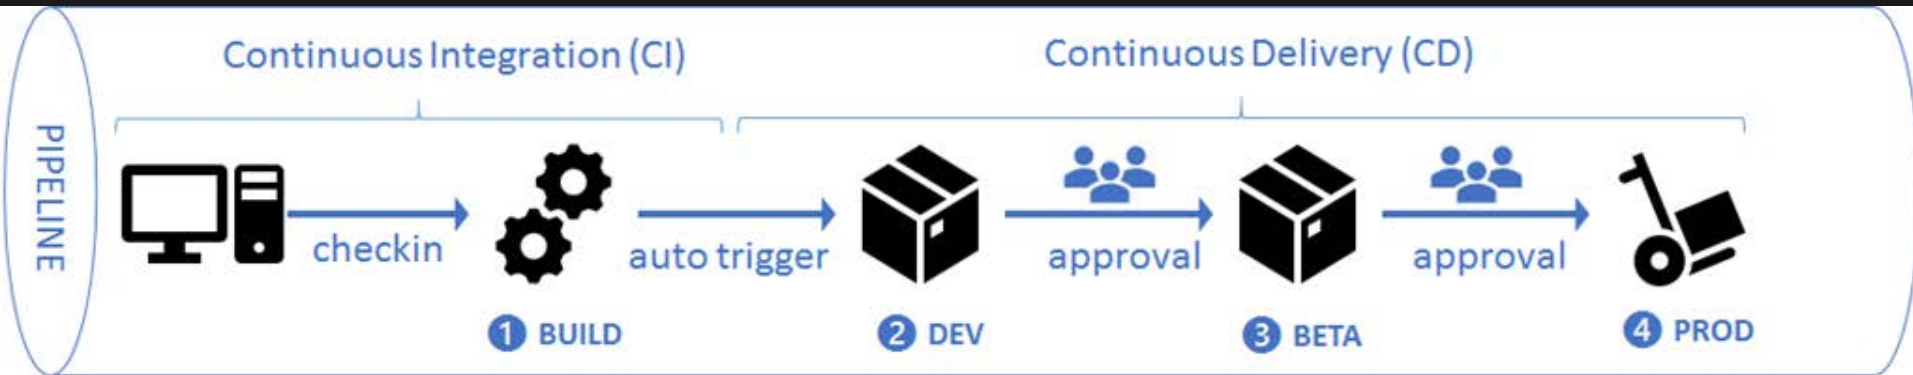 PIPELINE
Continuous Integration (CI)
Continuous Delivery (CD)
checkin
auto trigger
approval
approval
1 BUILD
2 DEV
3 BETA
4 PROD